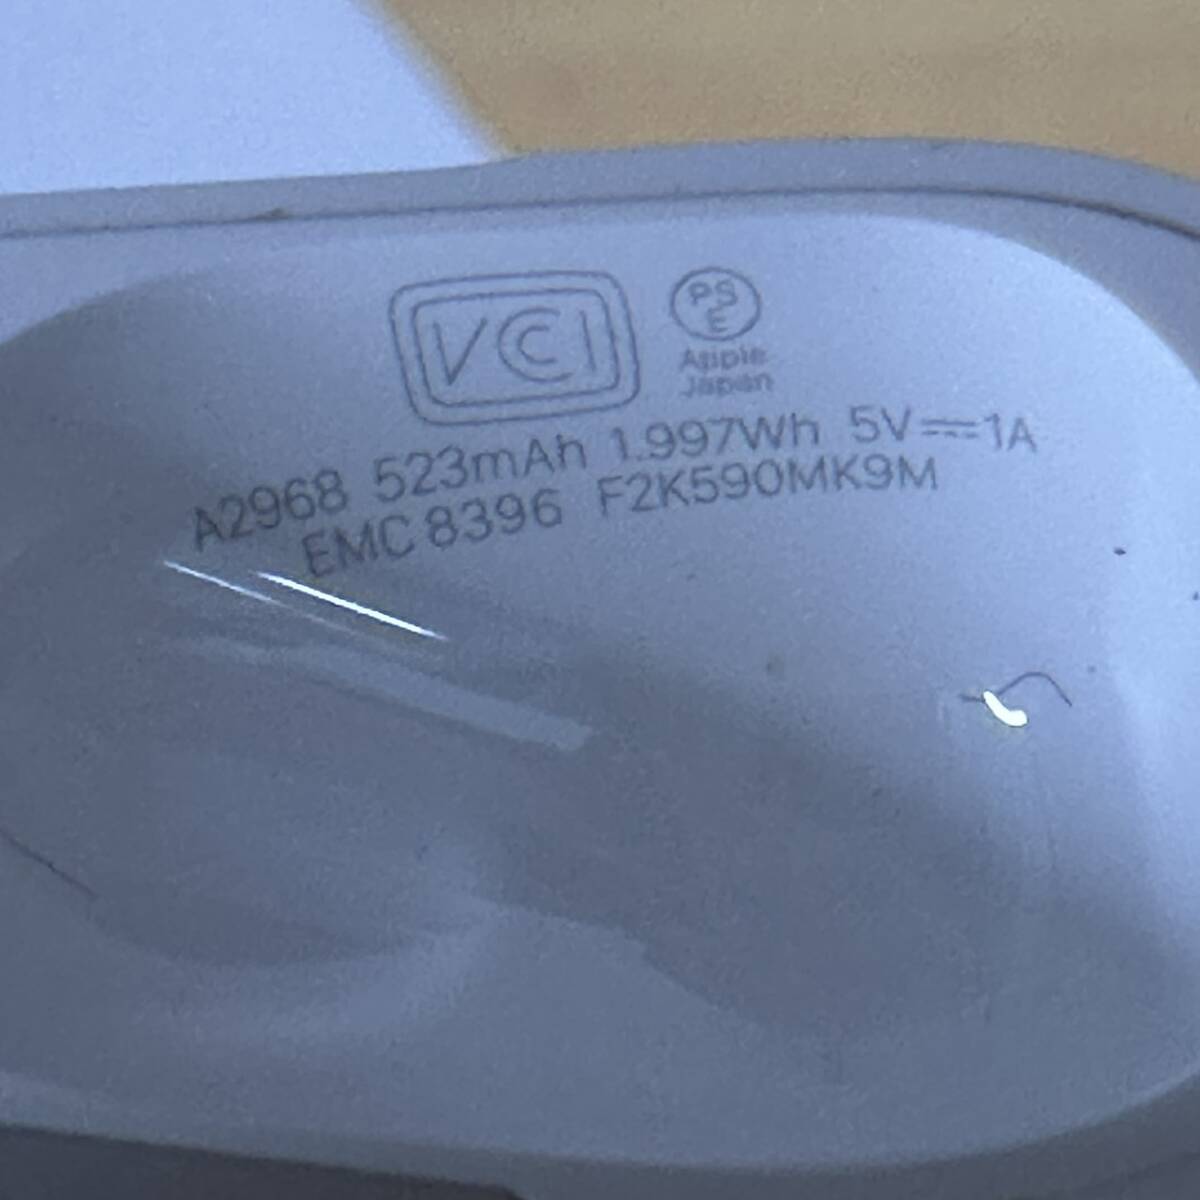 VCI
PS
E
Apple
Japan
A2968 523mAh 1.997Wh 5V⎓1A
EMC 8396 F2K590MK9M